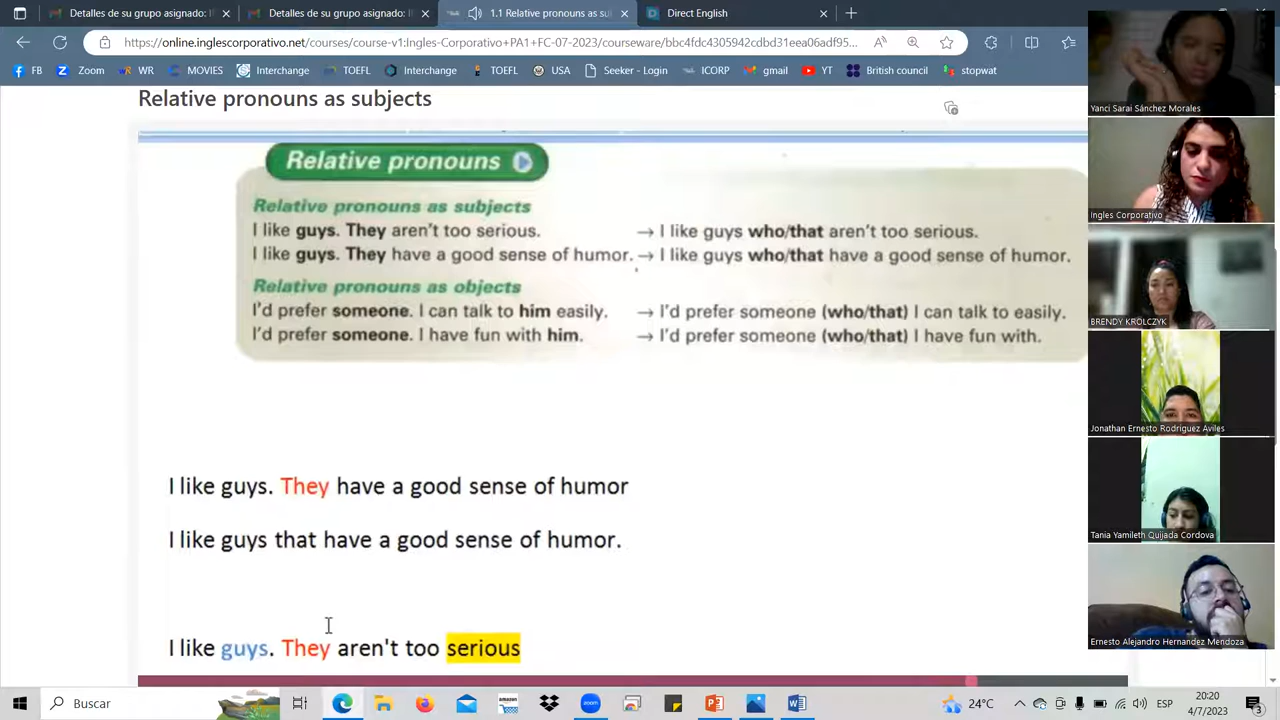 Detalles de su grupo asignado: I
Detalles de su grupo asignado: I
1.1 Relative pronouns as su
Direct English
https://online.inglescorporativo.net/courses/course-v1:Ingles-Corporativo+PA1+FC-07-2023/courseware/bbc4fdc4305942cdbd31eea06adf95...
FB
Zoom
WR
MOVIES
Interchange
TOEFL
Interchange
TOEFL
USA
Seeker - Login
ICORP
gmail
YT
British council
stopwat
Relative pronouns as subjects
Relative pronouns
Relative pronouns as subjects
I like guys. They aren't too serious. → I like guys who/that aren't too serious.
I like guys. They have a good sense of humor. → I like guys who/that have a good sense of humor.
Relative pronouns as objects
I'd prefer someone. I can talk to him easily. → I'd prefer someone (who/that) I can talk to easily.
I'd prefer someone. I have fun with him. → I'd prefer someone (who/that) I have fun with.
I like guys. They have a good sense of humor
I like guys that have a good sense of humor.
I like guys. They aren't too serious
Yanci Sarai Sánchez Morales
Ingles Corporativo
BRENDY KROLCZYK
Jonathan Ernesto Rodriguez Aviles
Tania Yamileth Quijada Cordova
Ernesto Alejandro Hernandez Mendoza
Buscar
amazon
zoom
24°C
ESP
20:20
4/7/2023
3